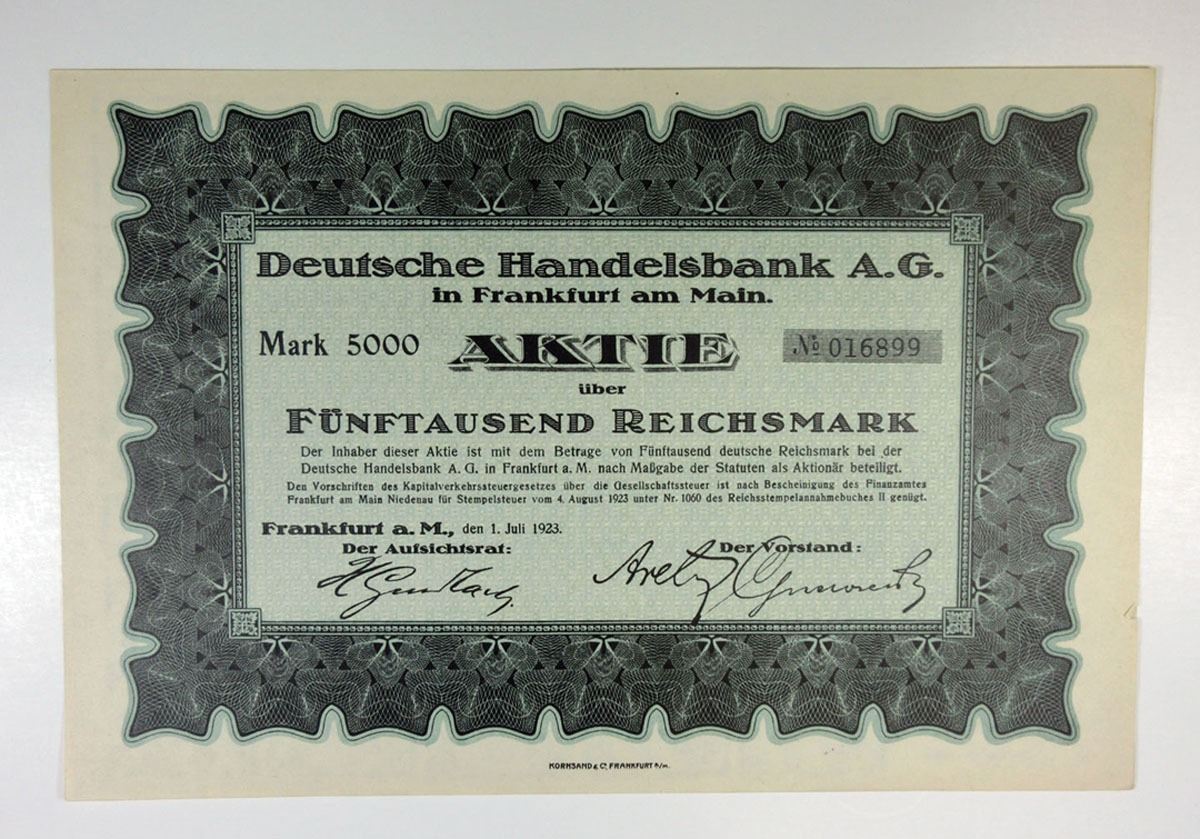 Deutsche Handelsbank A.G.
in Frankfurt am Main.
Mark 5000 AKTIE № 016899
über
FÜNFTAUSEND REICHSMARK
Der Inhaber dieser Aktie ist mit dem Betrage von Fünftausend deutsche Reichsmark bei der
Deutsche Handelsbank A. G. in Frankfurt a. M. nach Maßgabe der Statuten als Aktionär beteiligt.
Den Vorschriften des Kapitalverkehrsteuergesetzes über die Gesellschaftssteuer ist nach Bescheinigung des Finanzamtes
Frankfurt am Main Niedenau für Stempelsteuer vom 4. August 1923 unter Nr. 1060 des Reichsstempelannahmebuches II genügt.
Frankfurt a. M., den 1. Juli 1923.
Der Aufsichtsrat: Der Vorstand:
KORNSAND & Cº. FRANKFURT a/M.